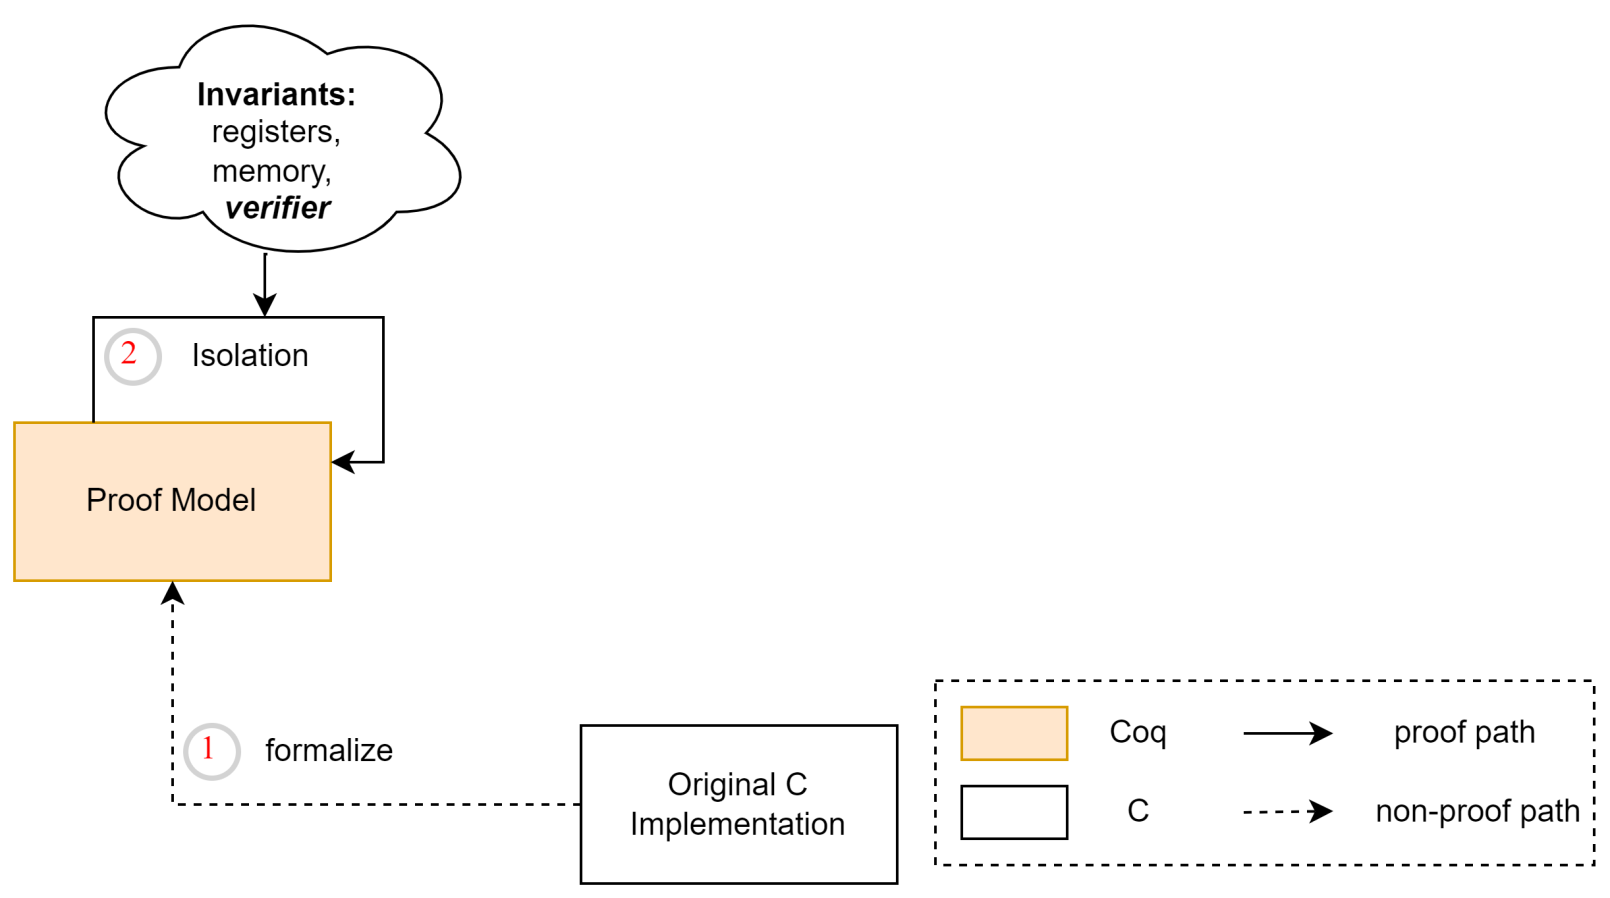 Invariants:
registers,
memory,
verifier
2
Isolation
Proof Model
1
formalize
Original C
Implementation
Coq
proof path
C
non-proof path